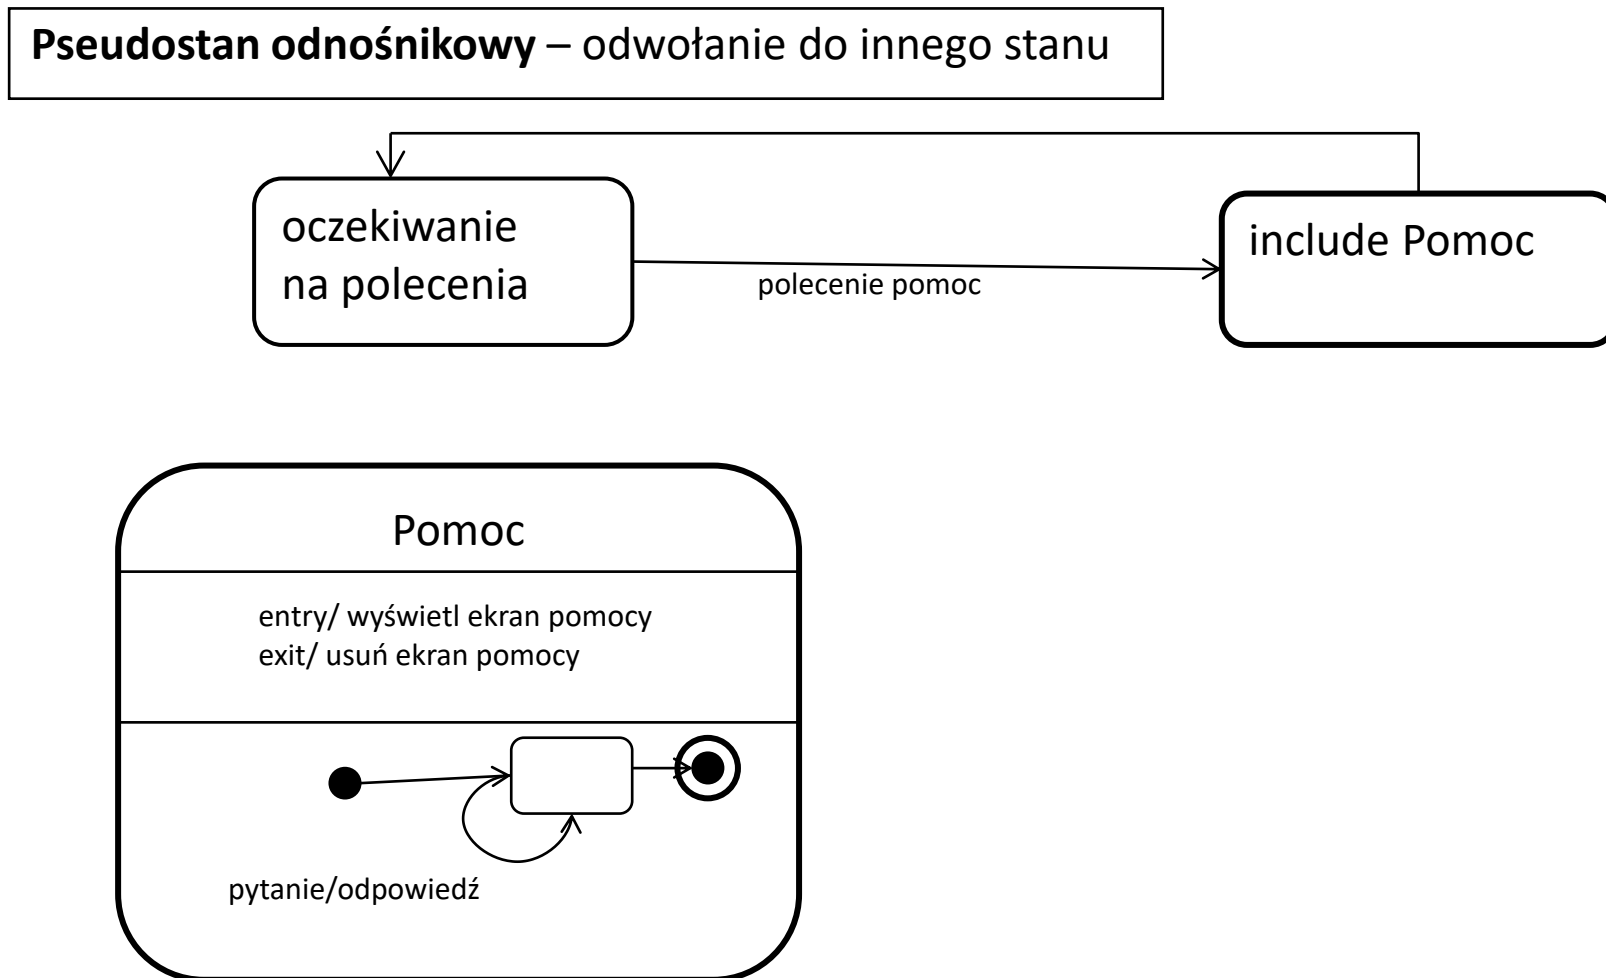 Pseudostan odnośnikowy – odwołanie do innego stanu
oczekiwanie
na polecenia
polecenie pomoc
include Pomoc
Pomoc
entry/ wyświetl ekran pomocy
exit/ usuń ekran pomocy
pytanie/odpowiedź